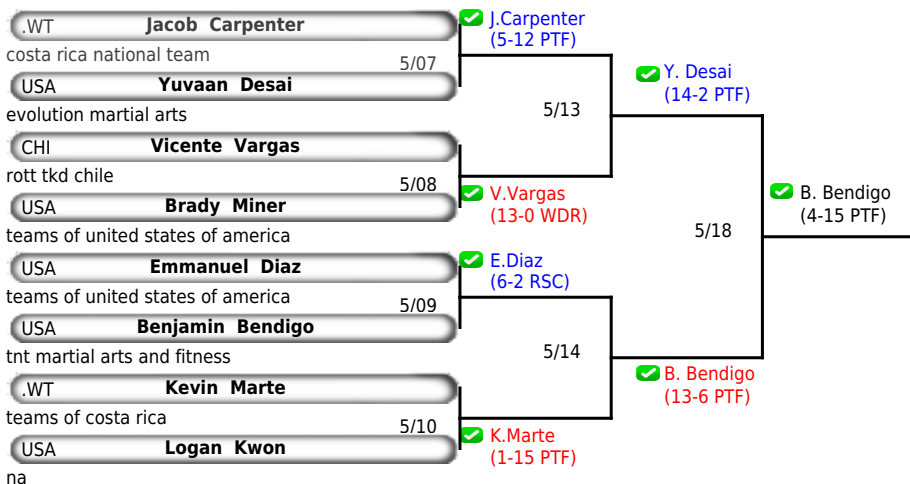 .WT Jacob Carpenter
costa rica national team
5/07
USA Yuvaan Desai
evolution martial arts
CHI Vicente Vargas
rott tkd chile
5/08
USA Brady Miner
teams of united states of america
USA Emmanuel Diaz
teams of united states of america
5/09
USA Benjamin Bendigo
tnt martial arts and fitness
.WT Kevin Marte
teams of costa rica
5/10
USA Logan Kwon
na
J.Carpenter
(5-12 PTF)
5/13
V.Vargas
(13-0 WDR)
E.Diaz
(6-2 RSC)
5/14
K.Marte
(1-15 PTF)
Y. Desai
(14-2 PTF)
5/18
B. Bendigo
(13-6 PTF)
B. Bendigo
(4-15 PTF)